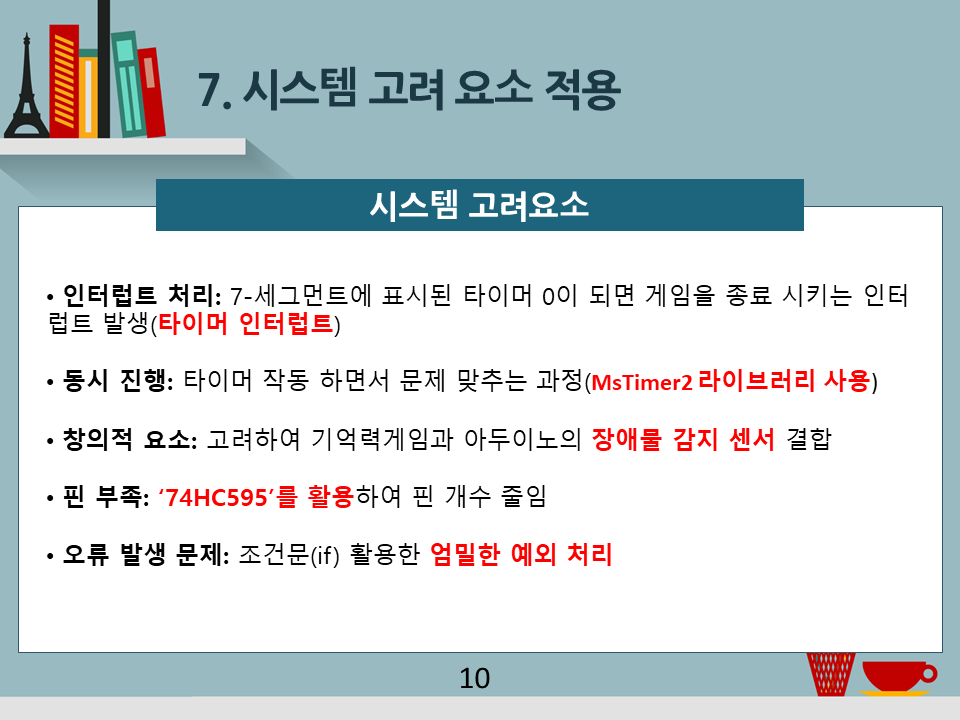 7. 시스템 고려 요소 적용
시스템 고려요소
• 인터럽트 처리: 7-세그먼트에 표시된 타이머 0이 되면 게임을 종료 시키는 인터
럽트 발생(타이머 인터럽트)
• 동시 진행: 타이머 작동 하면서 문제 맞추는 과정(MsTimer2 라이브러리 사용)
• 창의적 요소: 고려하여 기억력게임과 아두이노의 장애물 감지 센서 결합
• 핀 부족: ‘74HC595’를 활용하여 핀 개수 줄임
• 오류 발생 문제: 조건문(if) 활용한 엄밀한 예외 처리
10